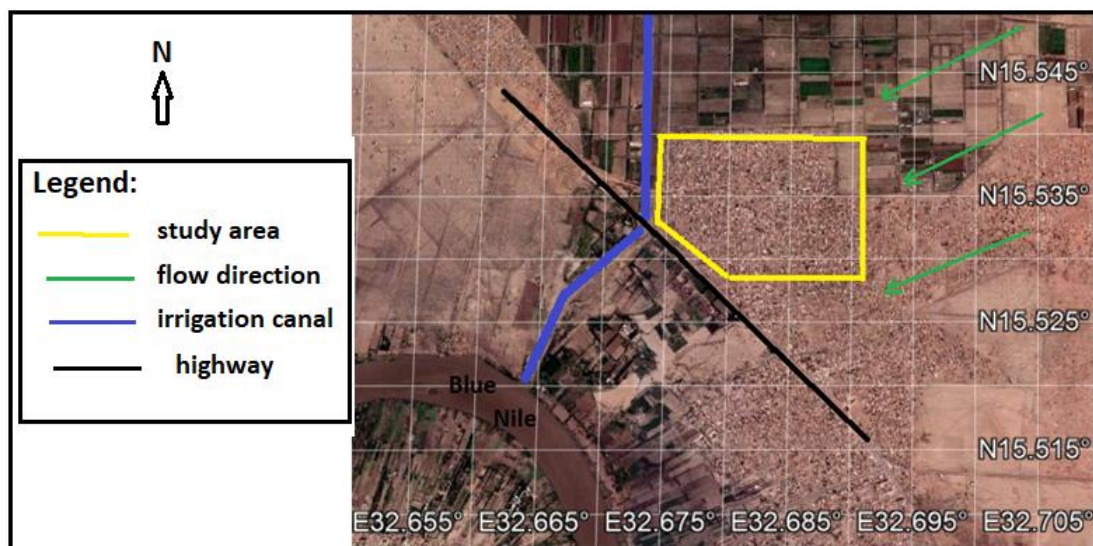 N
Legend:
study area
flow direction
irrigation canal
highway
N15.545°
N15.535°
N15.525°
N15.515°
Blue
Nile
E32.655° E32.665° E32.675° E32.685° E32.695° E32.705°